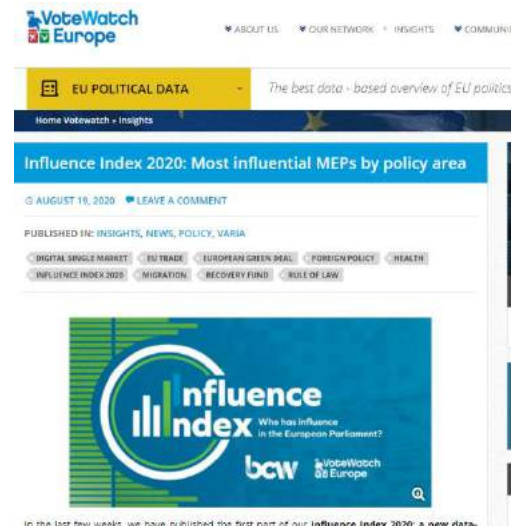 VoteWatch
Europe
ABOUT US OUR NETWORK INSIGHTS COMMUNI
EU POLITICAL DATA
The best data - based overview of EU politics
Home Votewatch » Insights
Influence Index 2020: Most influential MEPs by policy area
AUGUST 19, 2020 LEAVE A COMMENT
PUBLISHED IN: INSIGHTS, NEWS, POLICY, VARIA
DIGITAL SINGLE MARKET EU TRADE EUROPEAN GREEN DEAL FOREIGN POLICY HEALTH
INFLUENCE INDEX 2020 MIGRATION RECOVERY FUND RULE OF LAW
Influence
Index
Who has influence
in the European Parliament?
bcw
VoteWatch
Europe
In the last few weeks, we have published the first part of our Influence Index 2020: a new data-